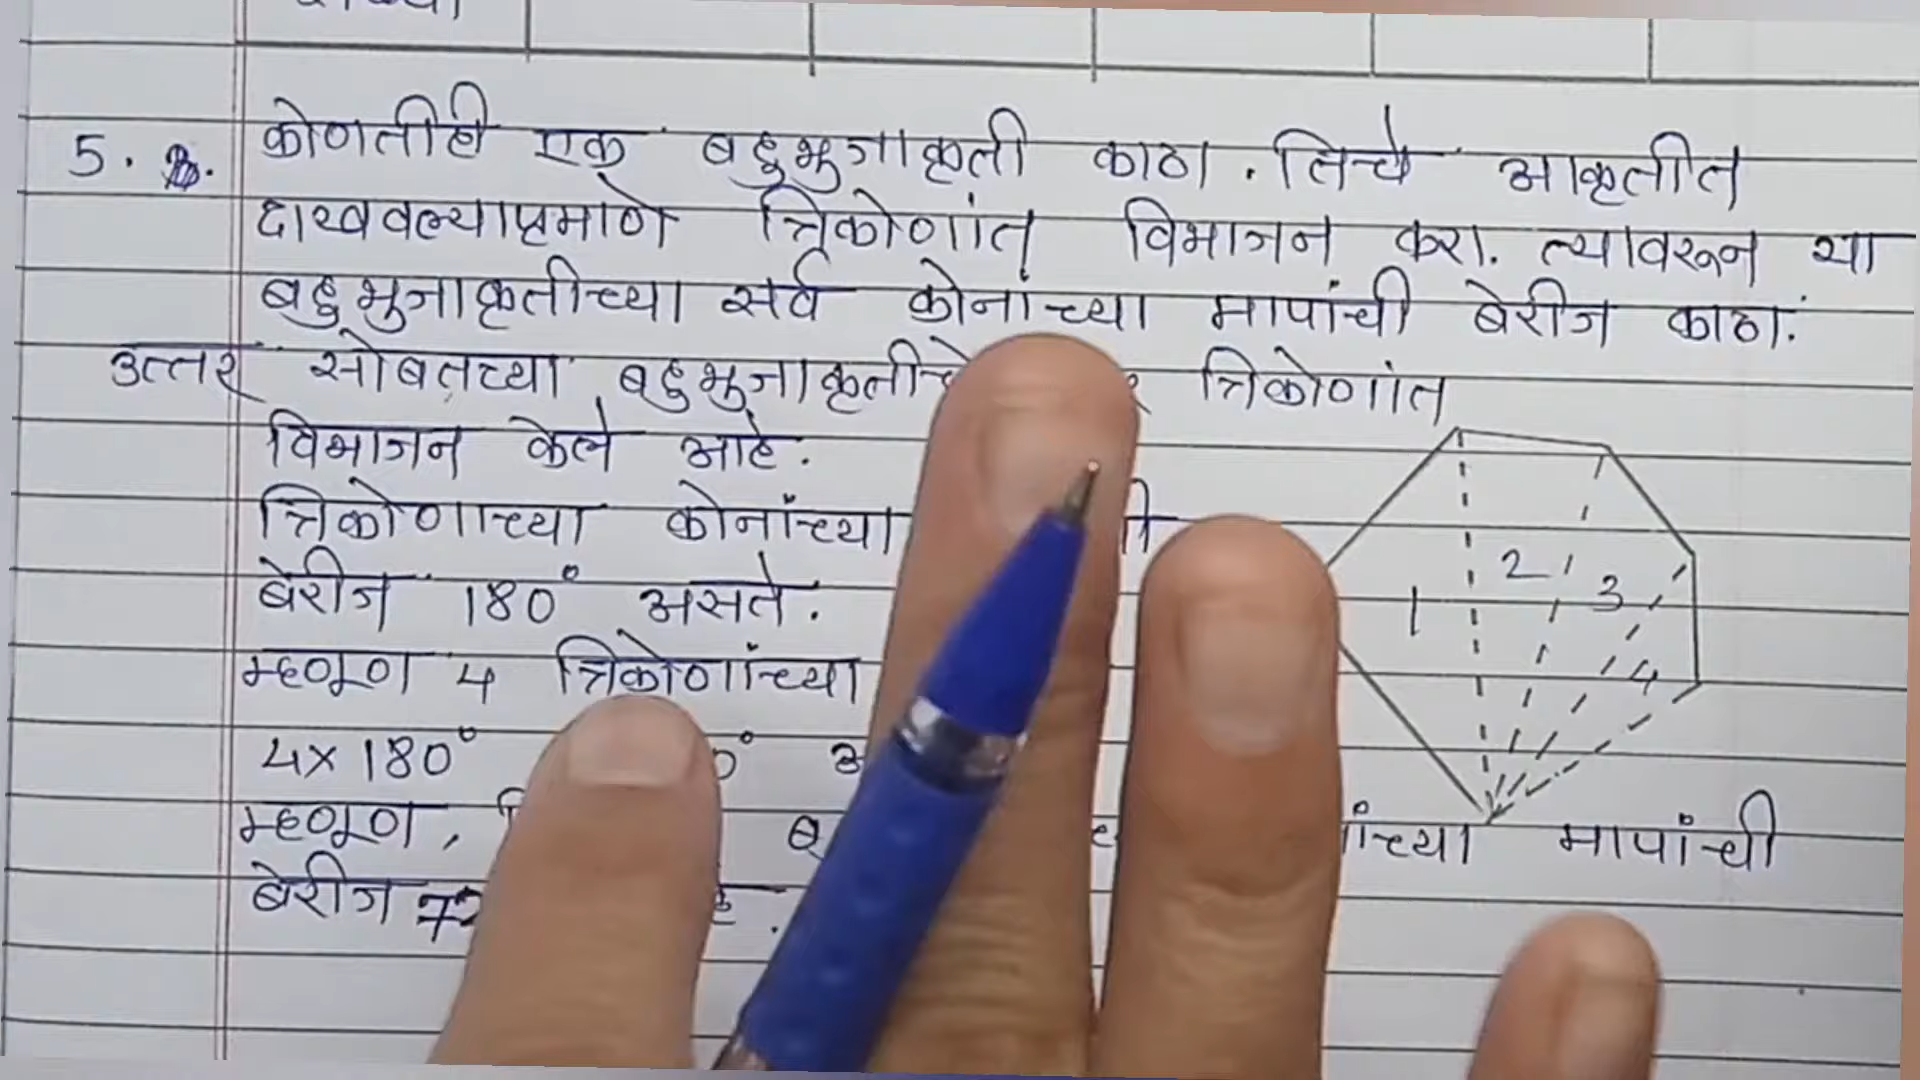 5. कोणतीही एक बहुभुजाकृती काढा. तिचे आकृतीत
दाखवल्याप्रमाणे त्रिकोणांत विभाजन करा. त्यावरून या
बहुभुजाकृतीच्या सर्व कोनांच्या मापांची बेरीज काढा.
उत्तर सोबतच्या बहुभुजाकृतीचे त्रिकोणांत
विभाजन केले आहे.
त्रिकोणाच्या कोनांच्या
बेरीज 180° असते.
म्हणून 4 त्रिकोणांच्या
4×180°
म्हणून, मापांची
बेरीज
1
2
3
4